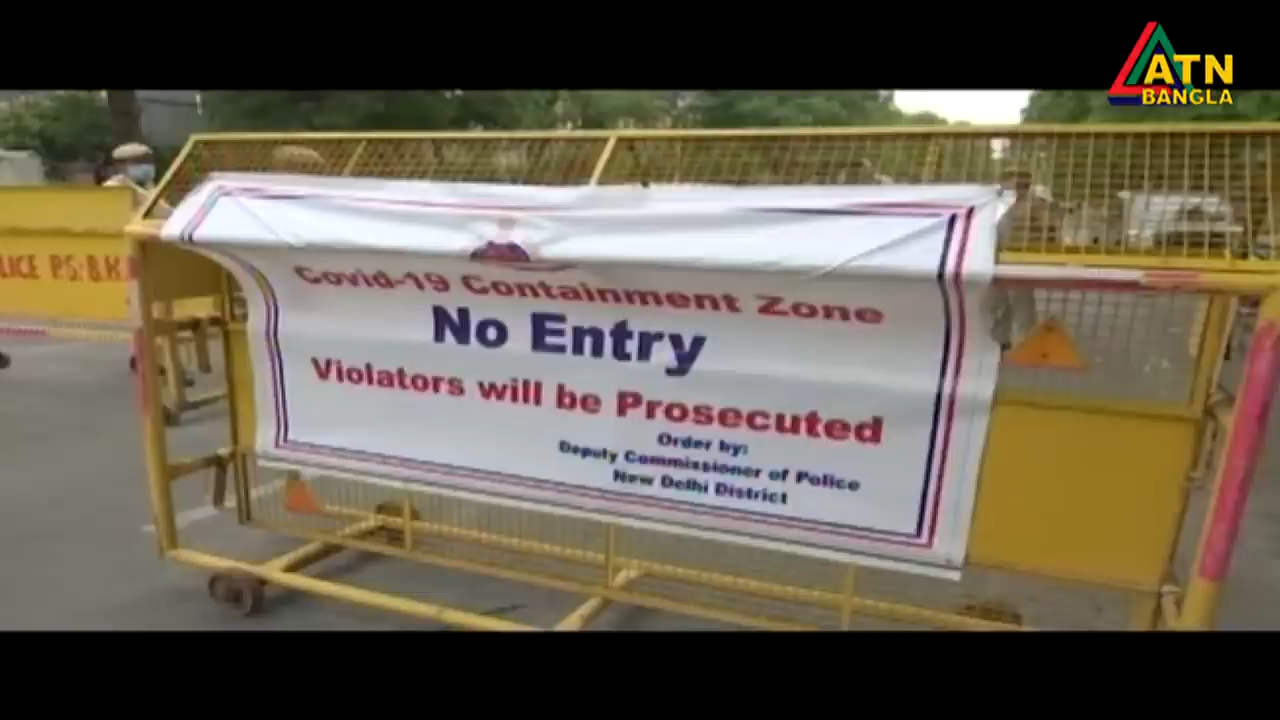 ATN
BANGLA
LICE P.S: B.K
Covid-19 Containment Zone
No Entry
Violators will be Prosecuted
Order by:
Deputy Commissioner of Police
New Delhi District